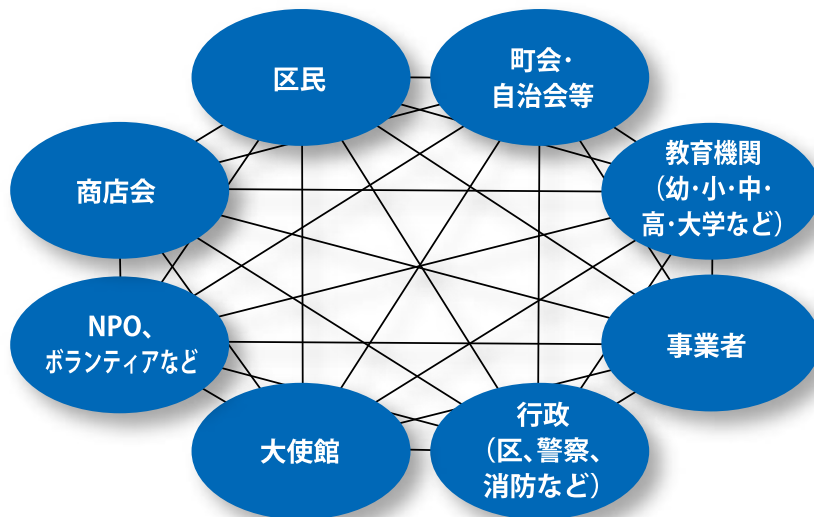 区民
町会・
自治会等
商店会
教育機関
（幼・小・中・
高・大学など）
NPO、
ボランティアなど
事業者
大使館
行政
（区、警察、
消防など）